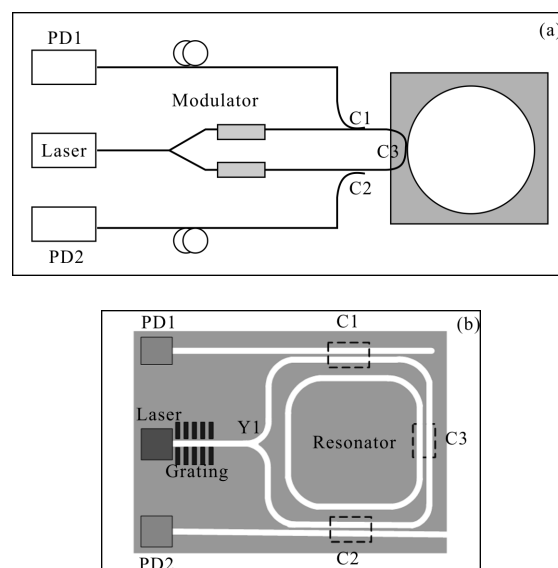 (a)
PD1
Modulator
C1
Laser
C3
C2
PD2
(b)
PD1
C1
Laser
Y1
Resonator
C3
Grating
PD2
C2